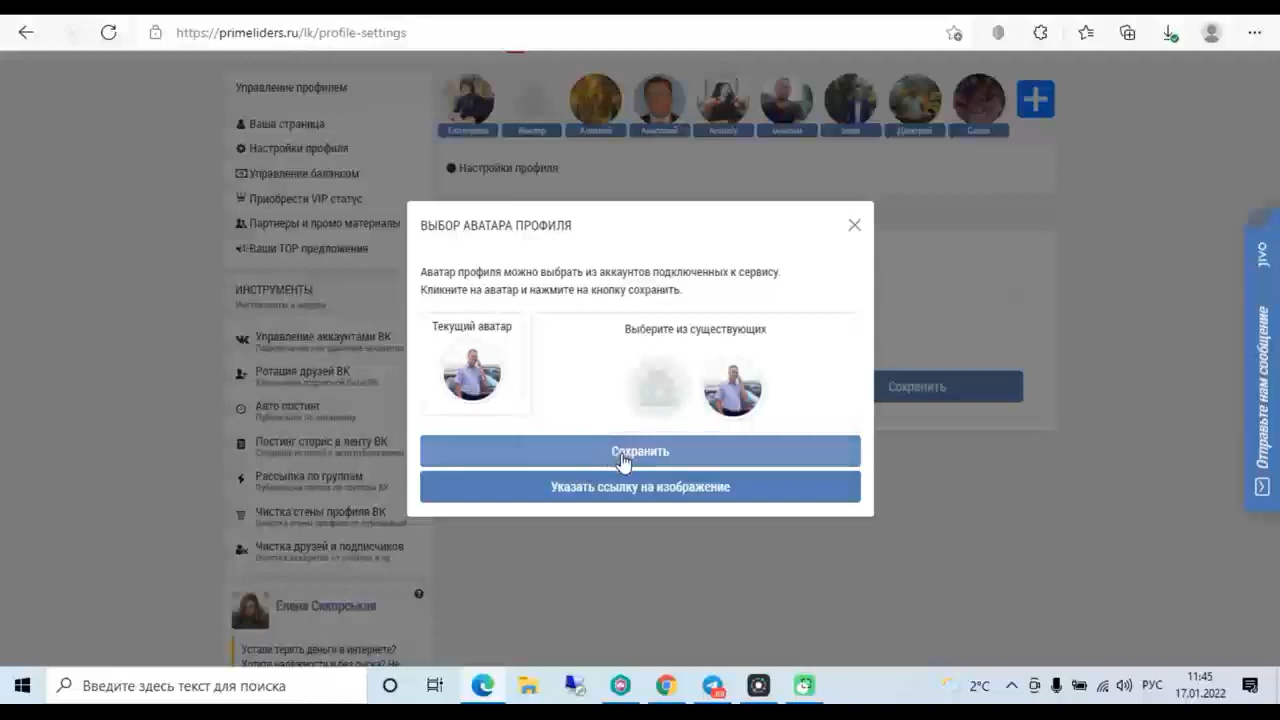 https://primeliders.ru/lk/profile-settings
Управление профилем
Ваша страница
Настройки профиля
Управление балансом
Приобрести VIP статус
Партнеры и промо материалы
Ваши TOP предложения
ИНСТРУМЕНТЫ
Управление аккаунтами ВК
Ротация друзей ВК
Авто постинг
Постинг сторис в ленту ВК
Рассылка по группам
Чистка стены профиля ВК
Чистка друзей и подписчиков
Елена Сикорськая
Устали терять деньги в интернете?
Настройки профиля
ВЫБОР АВАТАРА ПРОФИЛЯ
Аватар профиля можно выбрать из аккаунтов подключенных к сервису.
Кликните на аватар и нажмите на кнопку сохранить.
Текущий аватар
Выберите из существующих
Сохранить
Указать ссылку на изображение
Сохранить
jivo
Отправьте нам сообщение
Введите здесь текст для поиска
2°C
РУС
11:45
17.01.2022